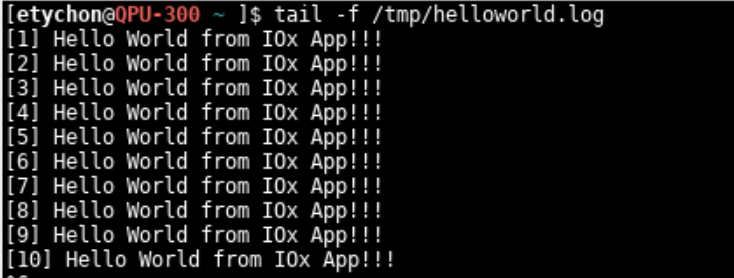 [etychon@QPU-300 ~ ]$ tail -f /tmp/helloworld.log
[1] Hello World from IOx App!!!
[2] Hello World from IOx App!!!
[3] Hello World from IOx App!!!
[4] Hello World from IOx App!!!
[5] Hello World from IOx App!!!
[6] Hello World from IOx App!!!
[7] Hello World from IOx App!!!
[8] Hello World from IOx App!!!
[9] Hello World from IOx App!!!
[10] Hello World from IOx App!!!